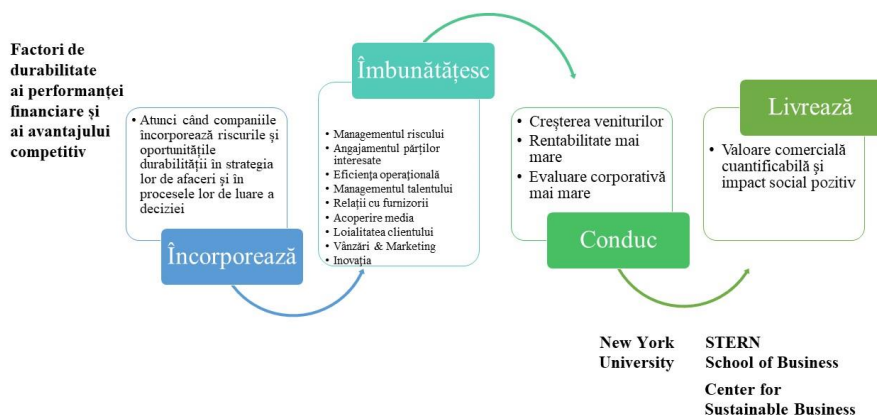 Factori de
durabilitate
ai performanței
financiare și
ai avantajului
competitiv
• Atunci când companiile
încorporează riscurile și
oportunitățile
durabilității în strategia
lor de afaceri și în
procesele lor de luare a
deciziei
Încorporează
Îmbunătățesc
• Managementul riscului
• Angajamentul părților
interesate
• Eficiența operațională
• Managementul talentului
• Relații cu furnizorii
• Acoperire media
• Loialitatea clientului
• Vânzări & Marketing
• Inovația
• Creșterea veniturilor
• Rentabilitate mai
mare
• Evaluare corporativă
mai mare
Conduc
Livrează
• Valoare comercială
cuantificabilă și
impact social pozitiv
New York
University
STERN
School of Business
Center for
Sustainable Business